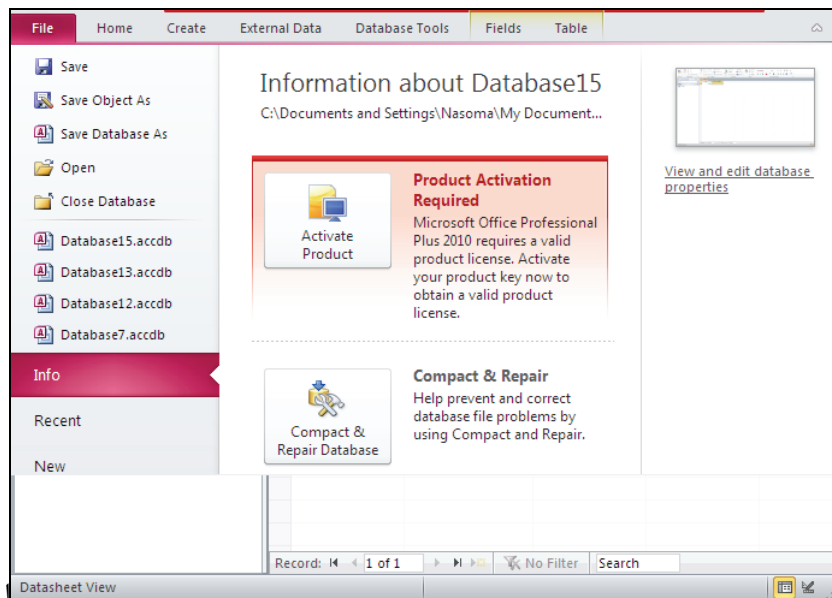 File Home Create External Data Database Tools Fields Table
Save
Save Object As
Save Database As
Open
Close Database
Database15.accdb
Database13.accdb
Database12.accdb
Database7.accdb
Info
Recent
New
Information about Database15
C:\Documents and Settings\Nasoma\My Document...
Activate
Product
Product Activation
Required
Microsoft Office Professional
Plus 2010 requires a valid
product license. Activate
your product key now to
obtain a valid product
license.
Compact &
Repair Database
Compact & Repair
Help prevent and correct
database file problems by
using Compact and Repair.
View and edit database
properties
Record: 1 of 1 No Filter Search
Datasheet View